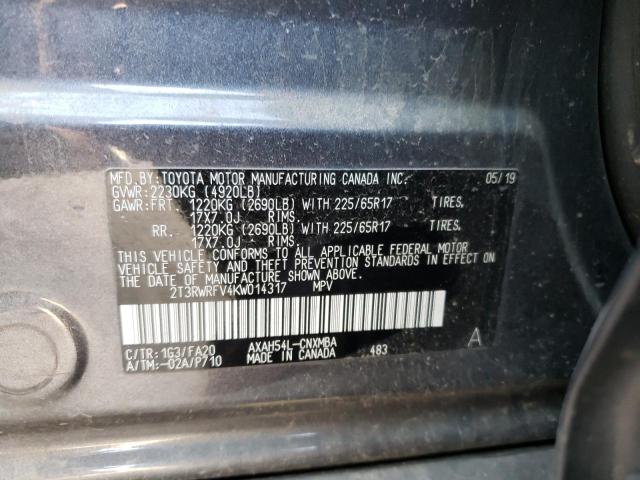 MFD.BY:TOYOTA MOTOR MANUFACTURING CANADA INC. 05/19
GVWR:2230KG (4920LB)
GAWR:FRT 1220KG (2690LB) WITH 225/65R17 TIRES,
17X7.0J RIMS,
RR. 1220KG (2690LB) WITH 225/65R17 TIRES,
17X7.0J RIMS.
THIS VEHICLE CONFORMS TO ALL APPLICABLE FEDERAL MOTOR
VEHICLE SAFETY AND THEFT PREVENTION STANDARDS IN EFFECT
ON THE DATE OF MANUFACTURE SHOWN ABOVE.
2T3RWRFV4KW014317 MPV
C/TR:1G3/FA20 AXAH54L-CNXMBA A
A/TM:-02A/P710 MADE IN CANADA 483